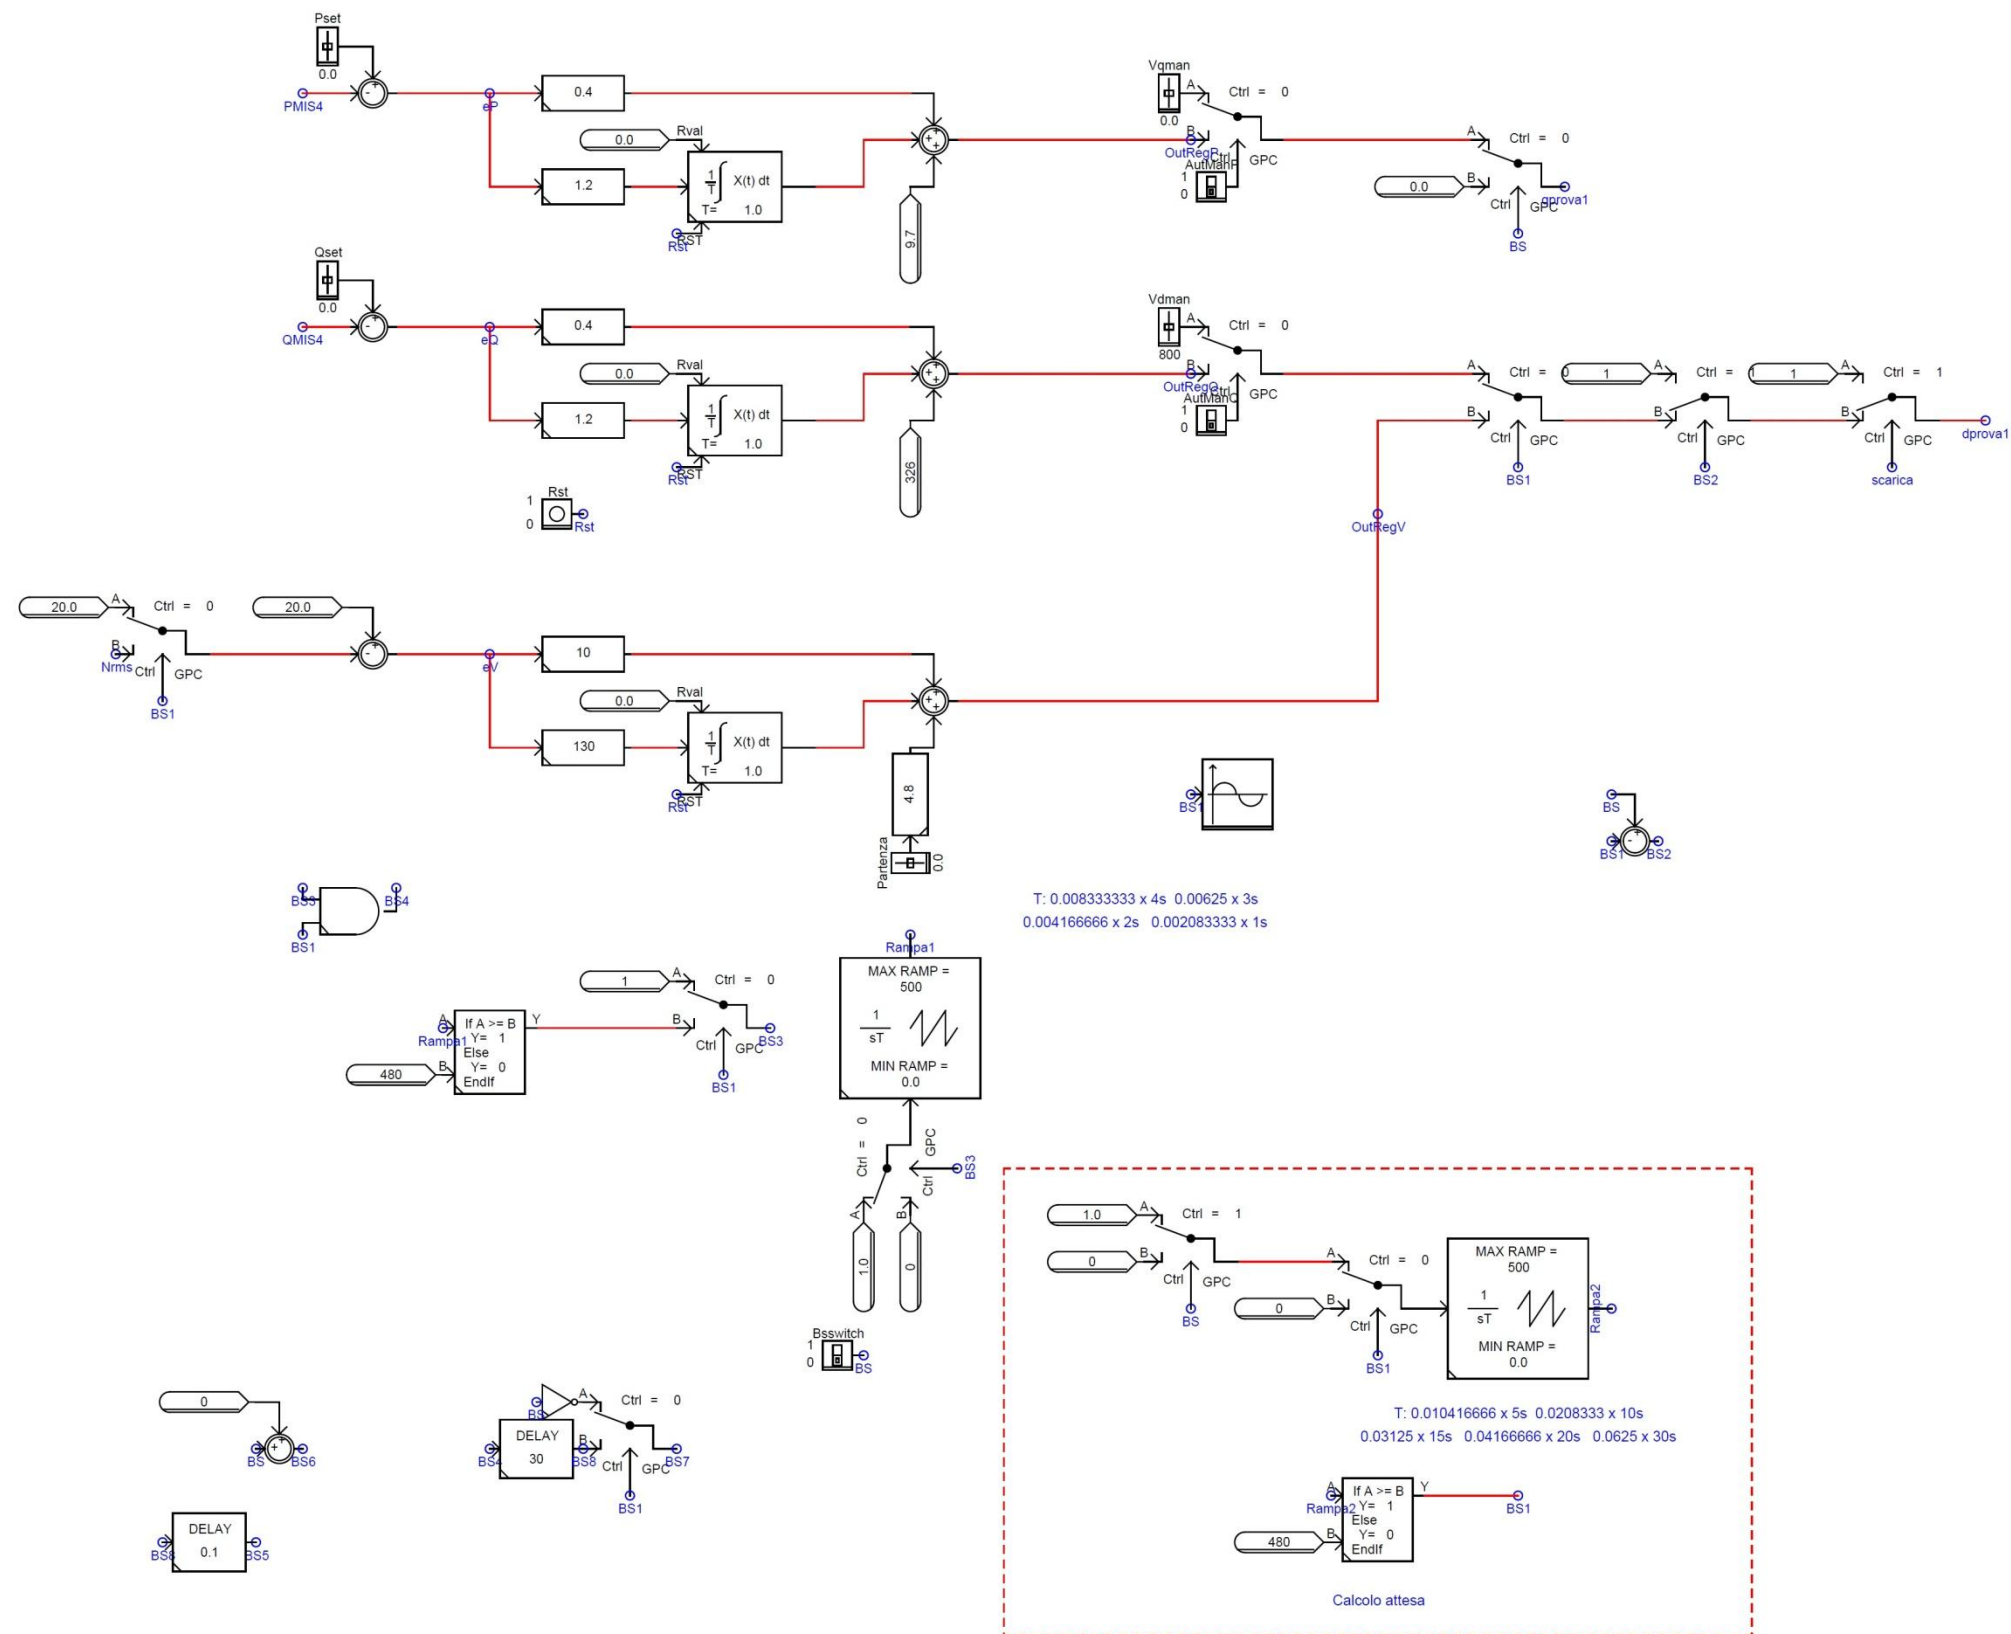 Pset
0.0
PMIS4
eP
0.4
0.0
Rval
1.2
1
T
X(t) dt
T=
1.0
Rst
RST
9.7
Vqman
A
0.0
Ctrl = 0
B
OutRegP
Ctrl
GPC
AutManP
1
0
A
Ctrl = 0
0.0
B
Ctrl
GPC
qprova1
BS
Qset
0.0
QMIS4
eQ
0.4
0.0
Rval
1.2
1
T
X(t) dt
T=
1.0
Rst
RST
326
Vdman
A
800
Ctrl = 0
B
OutRegQ
Ctrl
GPC
AutManQ
1
0
A
Ctrl = 0
B
Ctrl
GPC
BS1
1
A
Ctrl = 1
B
Ctrl
GPC
BS2
1
A
Ctrl = 1
B
Ctrl
GPC
scarica
dprova1
Rst
1
0
Rst
OutRegV
20.0
A
Ctrl = 0
B
Nrms
Ctrl
GPC
BS1
20.0
eV
10
0.0
Rval
130
1
T
X(t) dt
T=
1.0
Rst
RST
4.8
Partenza
0.0
BS1
BS
BS1
BS2
BS3
BS4
BS1
T: 0.008333333 x 4s 0.00625 x 3s
0.004166666 x 2s 0.002083333 x 1s
Rampa1
MAX RAMP =
500
1
sT
MIN RAMP =
0.0
1
A
Ctrl = 0
B
Ctrl
GPC
BS3
BS1
A
Rampa1
If A >= B
Y= 1
Else
Y= 0
EndIf
Y
480
B
Ctrl = 0
GPC
Ctrl
BS3
A
B
1.0
0
1.0
A
Ctrl = 1
0
B
Ctrl
GPC
BS
A
Ctrl = 0
0
B
Ctrl
GPC
BS1
MAX RAMP =
500
1
sT
MIN RAMP =
0.0
Rampa2
Bsswitch
1
0
BS
T: 0.010416666 x 5s 0.0208333 x 10s
0.03125 x 15s 0.04166666 x 20s 0.0625 x 30s
0
BS
BS6
BS
A
Ctrl = 0
DELAY
30
BS4
B
BS8
Ctrl
GPC
BS7
BS1
A
Rampa2
If A >= B
Y= 1
Else
Y= 0
EndIf
Y
BS1
480
B
DELAY
0.1
BS8
BS5
Calcolo attesa